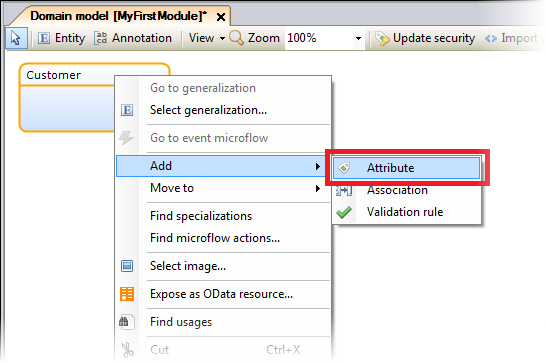 Domain model [MyFirstModule]* x
Entity Annotation View Zoom 100% Update security Import
Customer
Go to generalization
Select generalization...
Go to event microflow
Add
Attribute
Move to
Association
Validation rule
Find specializations
Find microflow actions...
Select image...
Expose as OData resource...
Find usages
Cut Ctrl+X